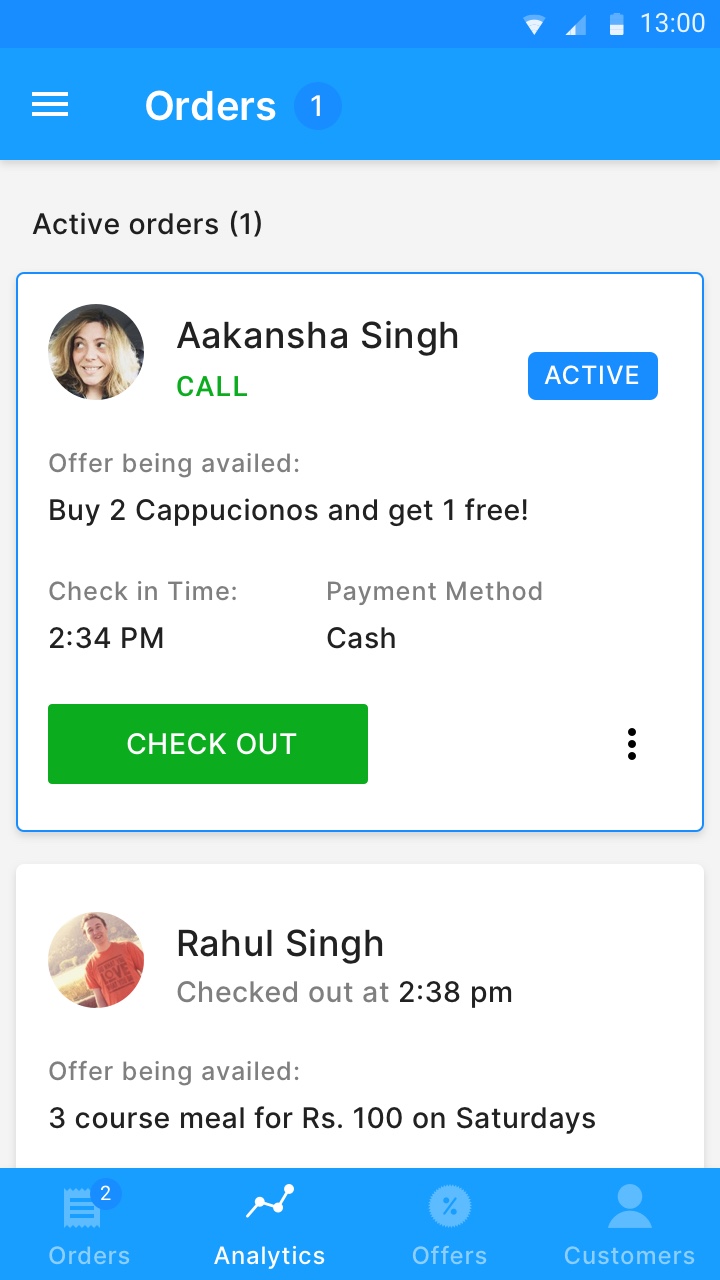 13:00
Orders 1
Active orders (1)
Aakansha Singh
CALL
ACTIVE
Offer being availed:
Buy 2 Cappucionos and get 1 free!
Check in Time:
Payment Method
2:34 PM
Cash
CHECK OUT
Rahul Singh
Checked out at 2:38 pm
Offer being availed:
3 course meal for Rs. 100 on Saturdays
2
%
Orders
Analytics
Offers
Customers